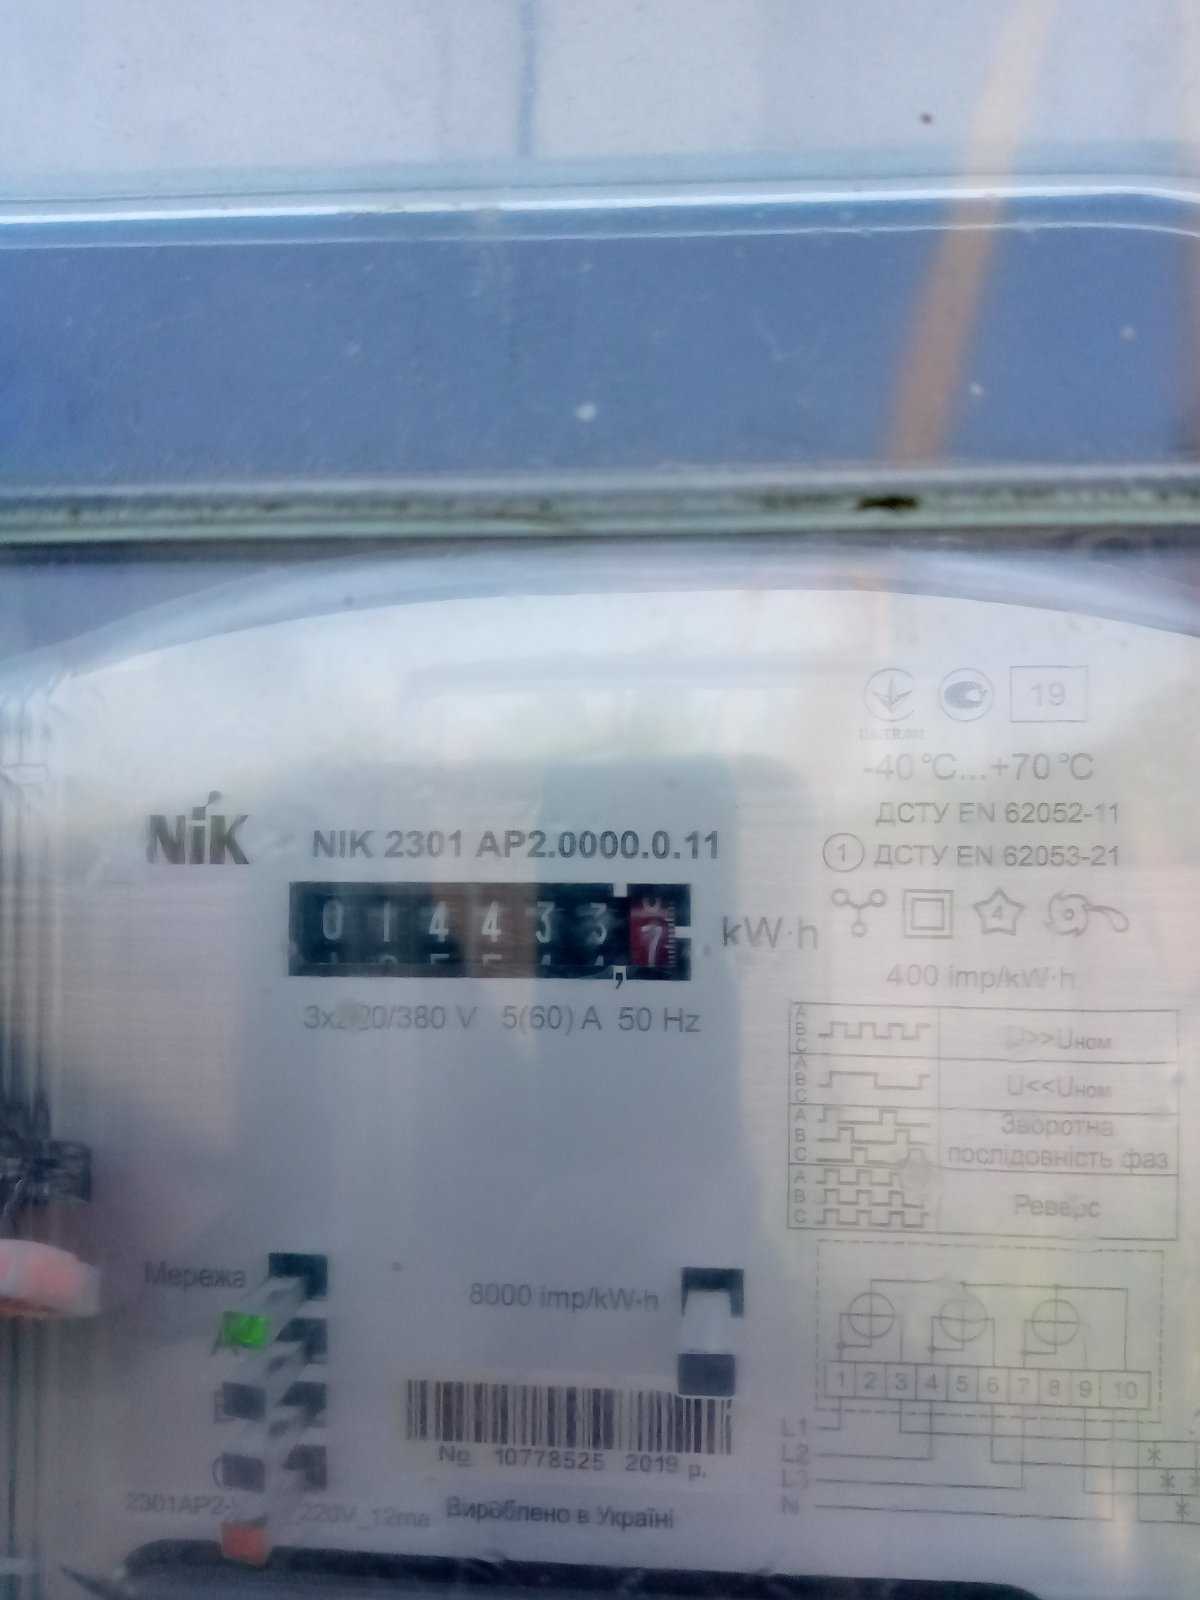 19
-40 °C...+70 °C
ДСТУ EN 62052-11
NiK
NIK 2301 AP2.0000.0.11
1 ДСТУ EN 62053-21
0 1 4 4 3 3 , 7 kW·h
4
400 imp/kW·h
3x220/380 V 5(60) A 50 Hz
A
B
C
U>>Uном
A
B
C
U<<Uном
A
B
C
Зворотна
послідовність фаз
A
B
C
Реверс
Мережа
8000 imp/kW·h
A
B
C
1 2 3 4 5 6 7 8 9 10
L1
L2
L3
N
№ 10778525 2019 р.
220V_12ma
Вироблено в Україні